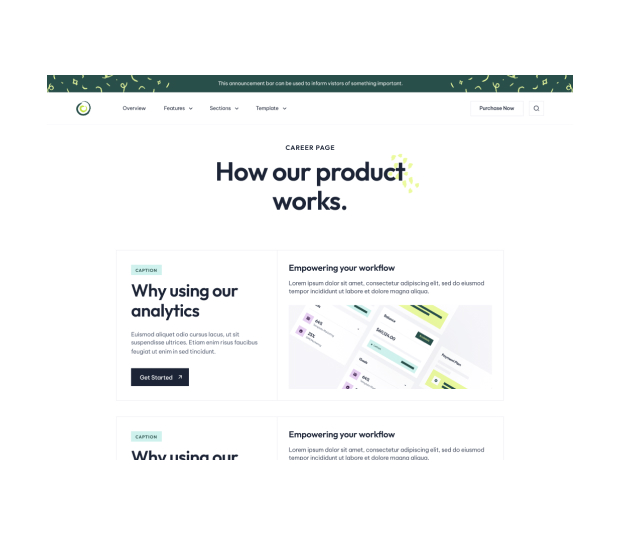 This announcement bar can be used to inform vistors of something important.
Overview
Features
Sections
Template
Purchase Now
CAREER PAGE
How our product
works.
CAPTION
Why using our
analytics
Euismod aliquet odio cursus lacus, ut sit
suspendisse ultrices. Etiam enim risus faucibus
feugiat ut enim in sed tincidunt.
Get Started
Empowering your workflow
Lorem ipsum dolor sit amet, consectetur adipiscing elit, sed do eiusmod
tempor incididunt ut labore et dolore magna aliqua.
Balance
Payment Plan
CAPTION
Why using our
Empowering your workflow
Lorem ipsum dolor sit amet, consectetur adipiscing elit, sed do eiusmod
tempor incididunt ut labore et dolore magna aliqua.